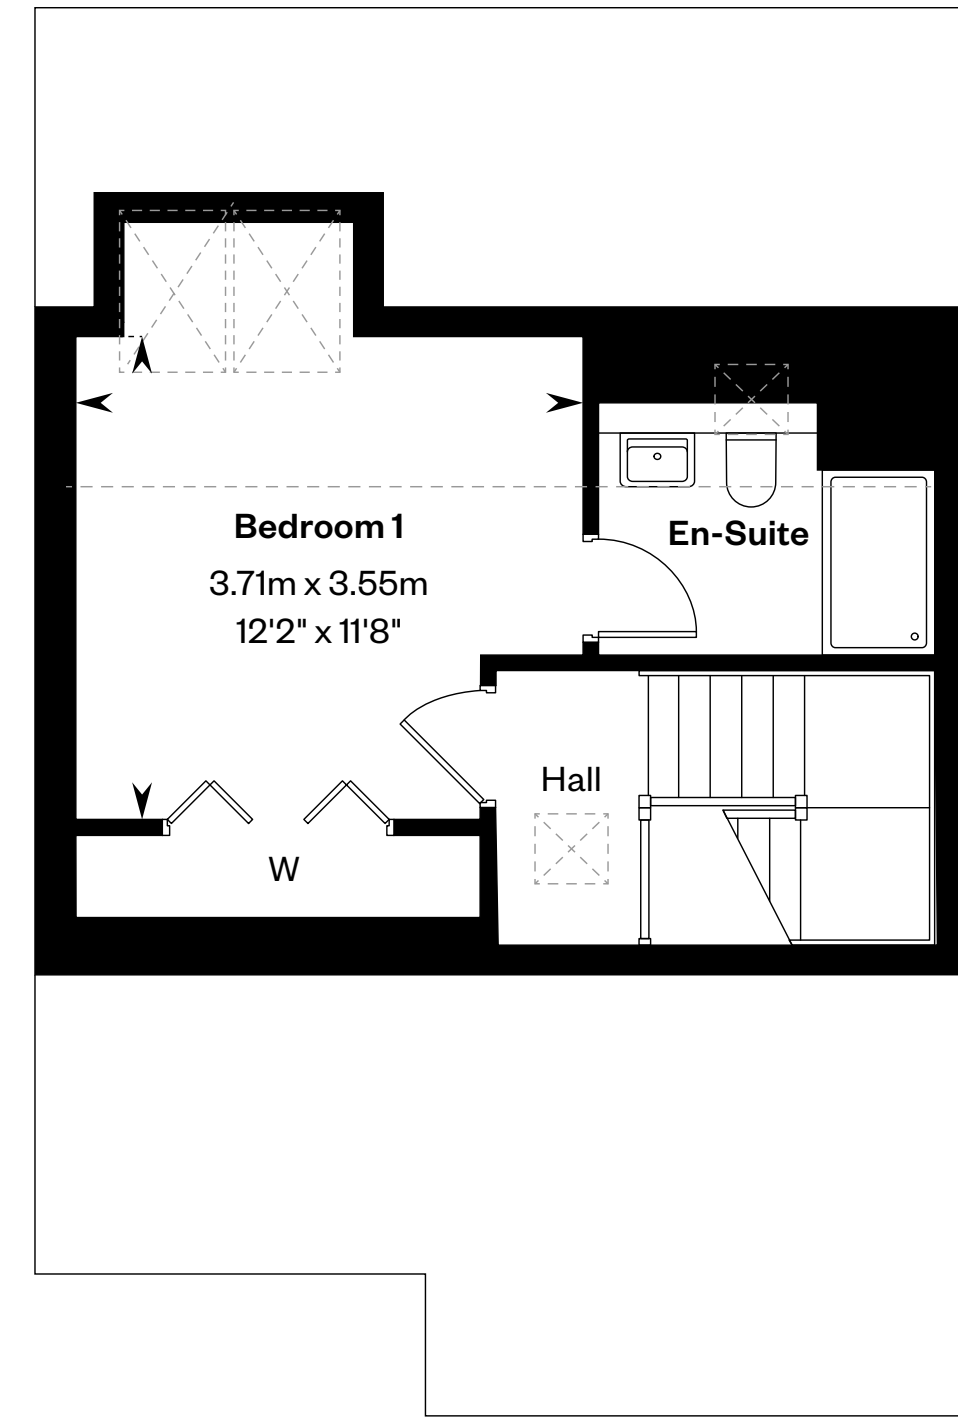 Bedroom 1
3.71m x 3.55m
12'2" x 11'8"
En-Suite
Hall
W